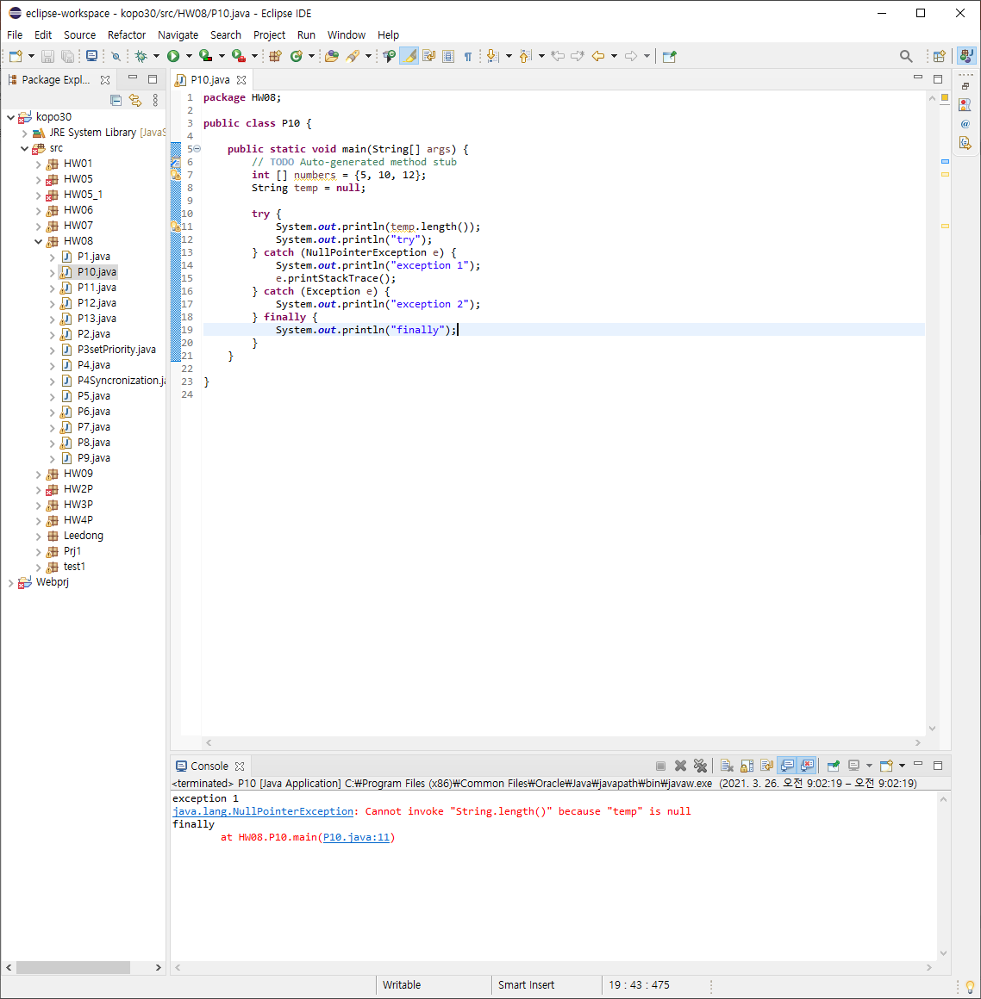 eclipse-workspace - kopo30/src/HW08/P10.java - Eclipse IDE
File Edit Source Refactor Navigate Search Project Run Window Help
Package Expl...
kopo30
JRE System Library [JavaS
src
HW01
HW05
HW05_1
HW06
HW07
HW08
P1.java
P10.java
P11.java
P12.java
P13.java
P2.java
P3setPriority.java
P4.java
P4Syncronization.ja
P5.java
P6.java
P7.java
P8.java
P9.java
HW09
HW2P
HW3P
HW4P
Leedong
Prj1
test1
Webprj
P10.java
1 package HW08;
2
3 public class P10 {
4
5 public static void main(String[] args) {
6 // TODO Auto-generated method stub
7 int [] numbers = {5, 10, 12};
8 String temp = null;
9
10 try {
11 System.out.println(temp.length());
12 System.out.println("try");
13 } catch (NullPointerException e) {
14 System.out.println("exception 1");
15 e.printStackTrace();
16 } catch (Exception e) {
17 System.out.println("exception 2");
18 } finally {
19 System.out.println("finally");
20 }
21 }
22
23 }
24
Console
<terminated> P10 [Java Application] C:₩Program Files (x86)₩Common Files₩Oracle₩Java₩javapath₩bin₩javaw.exe (2021. 3. 26. 오전 9:02:19 – 오전 9:02:19)
exception 1
java.lang.NullPointerException: Cannot invoke "String.length()" because "temp" is null
finally
at HW08.P10.main(P10.java:11)
Writable Smart Insert 19 : 43 : 475